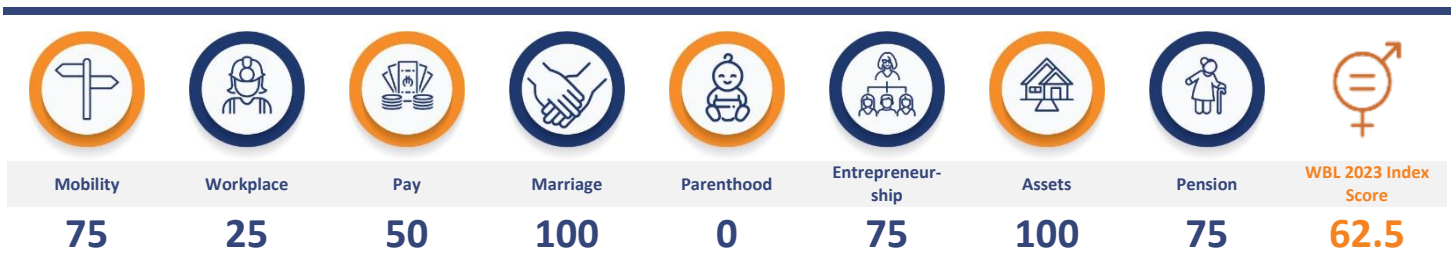 Mobility
Workplace
Pay
Marriage
Parenthood
Entrepreneur-
ship
Assets
Pension
WBL 2023 Index
Score
75
25
50
100
0
75
100
75
62.5